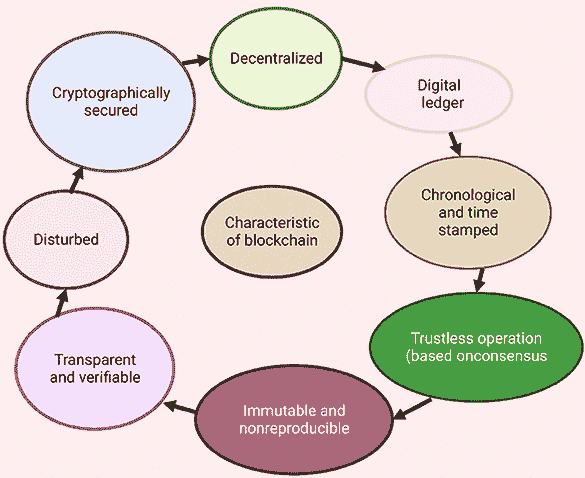 Decentralized
Digital
ledger
Chronological
and time
stamped
Trustless operation
(based onconsensus
Immutable and
nonreproducible
Transparent
and verifiable
Disturbed
Cryptographically
secured
Characteristic
of blockchain